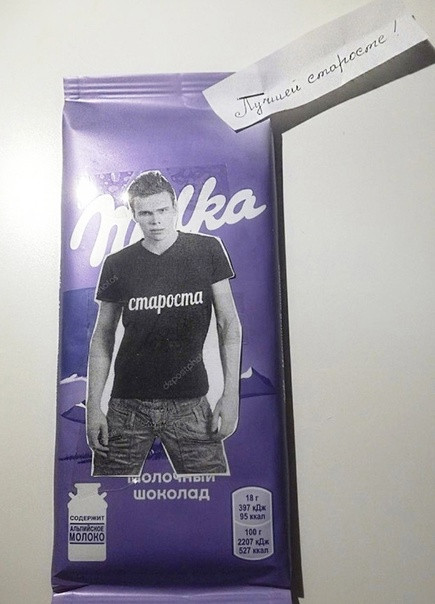 Лучшей старосте!
Milka
староста
depositphotos
молочный
шоколад
СОДЕРЖИТ
АЛЬПИЙСКОЕ
МОЛОКО
18 г
397 кДж
95 ккал
100 г
2207 кДж
527 ккал